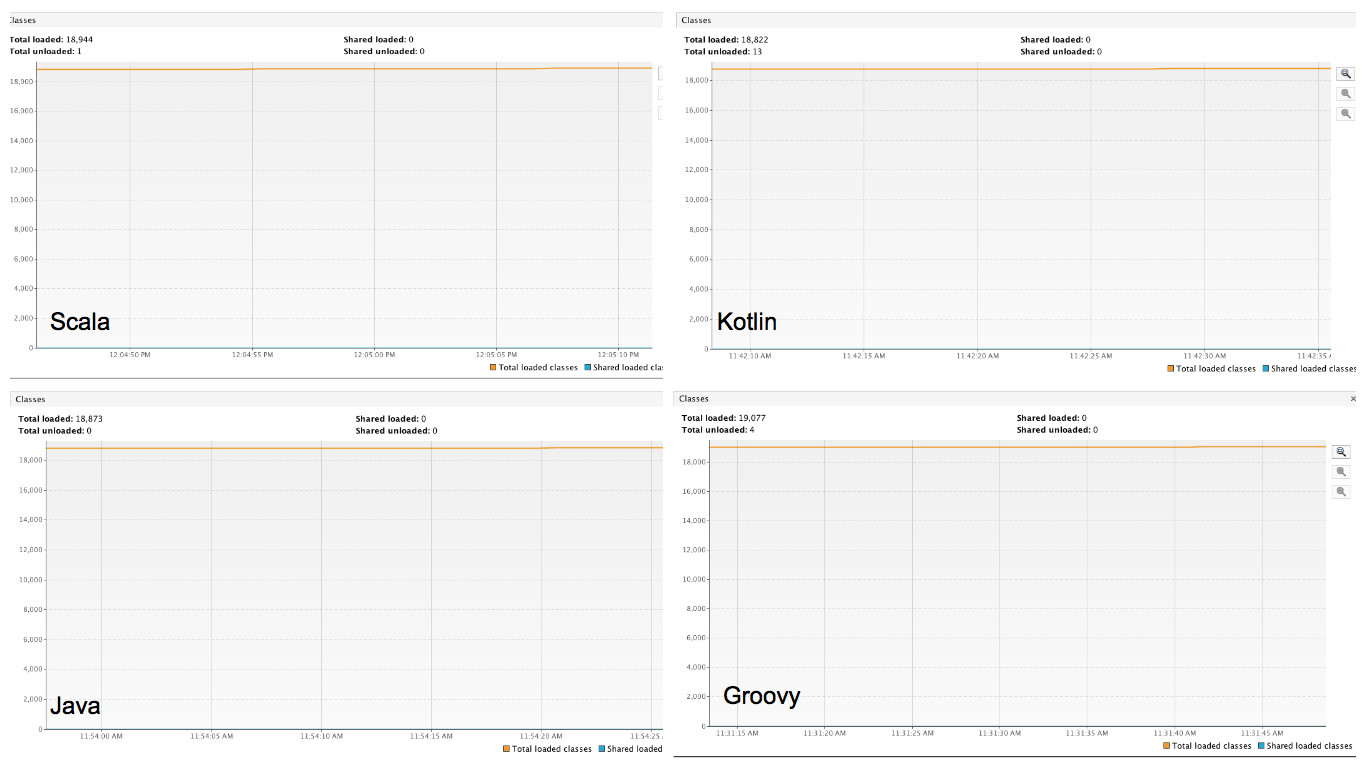 Classes
Total loaded: 18,944 Shared loaded: 0
Total unloaded: 1 Shared unloaded: 0
18,000
16,000
14,000
12,000
10,000
8,000
6,000
4,000
2,000
0
Scala
12:04:50 PM 12:04:55 PM 12:05:00 PM 12:05:05 PM 12:05:10 PM
Total loaded classes Shared loaded cla
Classes
Total loaded: 18,822 Shared loaded: 0
Total unloaded: 13 Shared unloaded: 0
18,000
16,000
14,000
12,000
10,000
8,000
6,000
4,000
2,000
0
Kotlin
11:42:10 AM 11:42:15 AM 11:42:20 AM 11:42:25 AM 11:42:30 AM 11:42:35
Total loaded classes Shared loaded classes
Classes
Total loaded: 18,873 Shared loaded: 0
Total unloaded: 0 Shared unloaded: 0
18,000
16,000
14,000
12,000
10,000
8,000
6,000
4,000
2,000
0
Java
11:54:00 AM 11:54:05 AM 11:54:10 AM 11:54:15 AM 11:54:20 AM 11:54:25
Total loaded classes Shared loaded
Classes
Total loaded: 19,077 Shared loaded: 0
Total unloaded: 4 Shared unloaded: 0
18,000
16,000
14,000
12,000
10,000
8,000
6,000
4,000
2,000
0
Groovy
11:31:15 AM 11:31:20 AM 11:31:25 AM 11:31:30 AM 11:31:35 AM 11:31:40 AM 11:31:45 AM
Total loaded classes Shared loaded classes